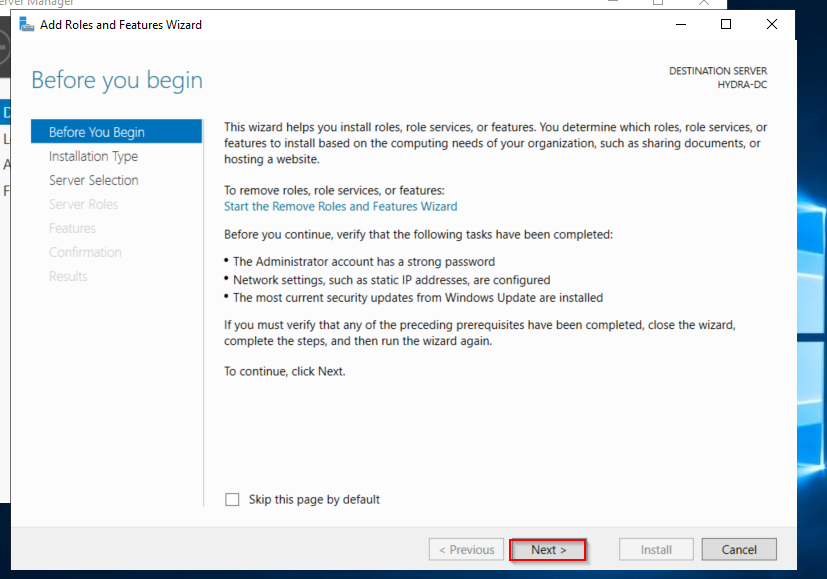 erver Manager
Add Roles and Features Wizard
Before you begin
DESTINATION SERVER
HYDRA-DC
Before You Begin
Installation Type
Server Selection
Server Roles
Features
Confirmation
Results
This wizard helps you install roles, role services, or features. You determine which roles, role services, or
features to install based on the computing needs of your organization, such as sharing documents, or
hosting a website.
To remove roles, role services, or features:
Start the Remove Roles and Features Wizard
Before you continue, verify that the following tasks have been completed:
• The Administrator account has a strong password
• Network settings, such as static IP addresses, are configured
• The most current security updates from Windows Update are installed
If you must verify that any of the preceding prerequisites have been completed, close the wizard,
complete the steps, and then run the wizard again.
To continue, click Next.
Skip this page by default
< Previous
Next >
Install
Cancel
D
L
A
F